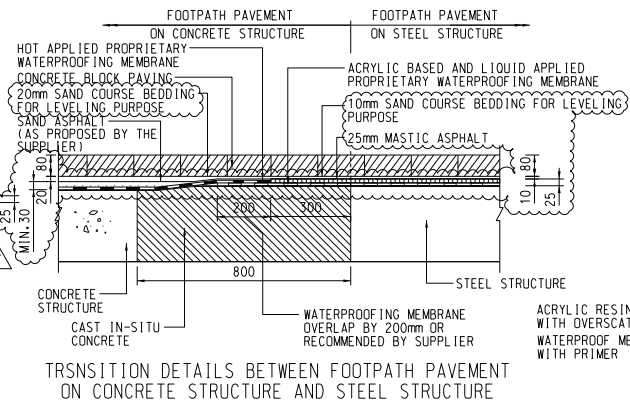 FOOTPATH PAVEMENT
ON CONCRETE STRUCTURE
FOOTPATH PAVEMENT
ON STEEL STRUCTURE
HOT APPLIED PROPRIETARY
WATERPROOFING MEMBRANE
CONCRETE BLOCK PAVING
20mm SAND COURSE BEDDING
FOR LEVELING PURPOSE
SAND ASPHALT
(AS PROPOSED BY THE
SUPPLIER)
ACRYLIC BASED AND LIQUID APPLIED
PROPRIETARY WATERPROOFING MEMBRANE
10mm SAND COURSE BEDDING FOR LEVELING
PURPOSE
25mm MASTIC ASPHALT
80
20
25
MIN.30
80
10
25
200
300
800
CONCRETE
STRUCTURE
CAST IN-SITU
CONCRETE
WATERPROOFING MEMBRANE
OVERLAP BY 200mm OR
RECOMMENDED BY SUPPLIER
STEEL STRUCTURE
ACRYLIC RESIN
WITH OVERSCAT
WATERPROOF ME
WITH PRIMER
TRSNSITION DETAILS BETWEEN FOOTPATH PAVEMENT
ON CONCRETE STRUCTURE AND STEEL STRUCTURE